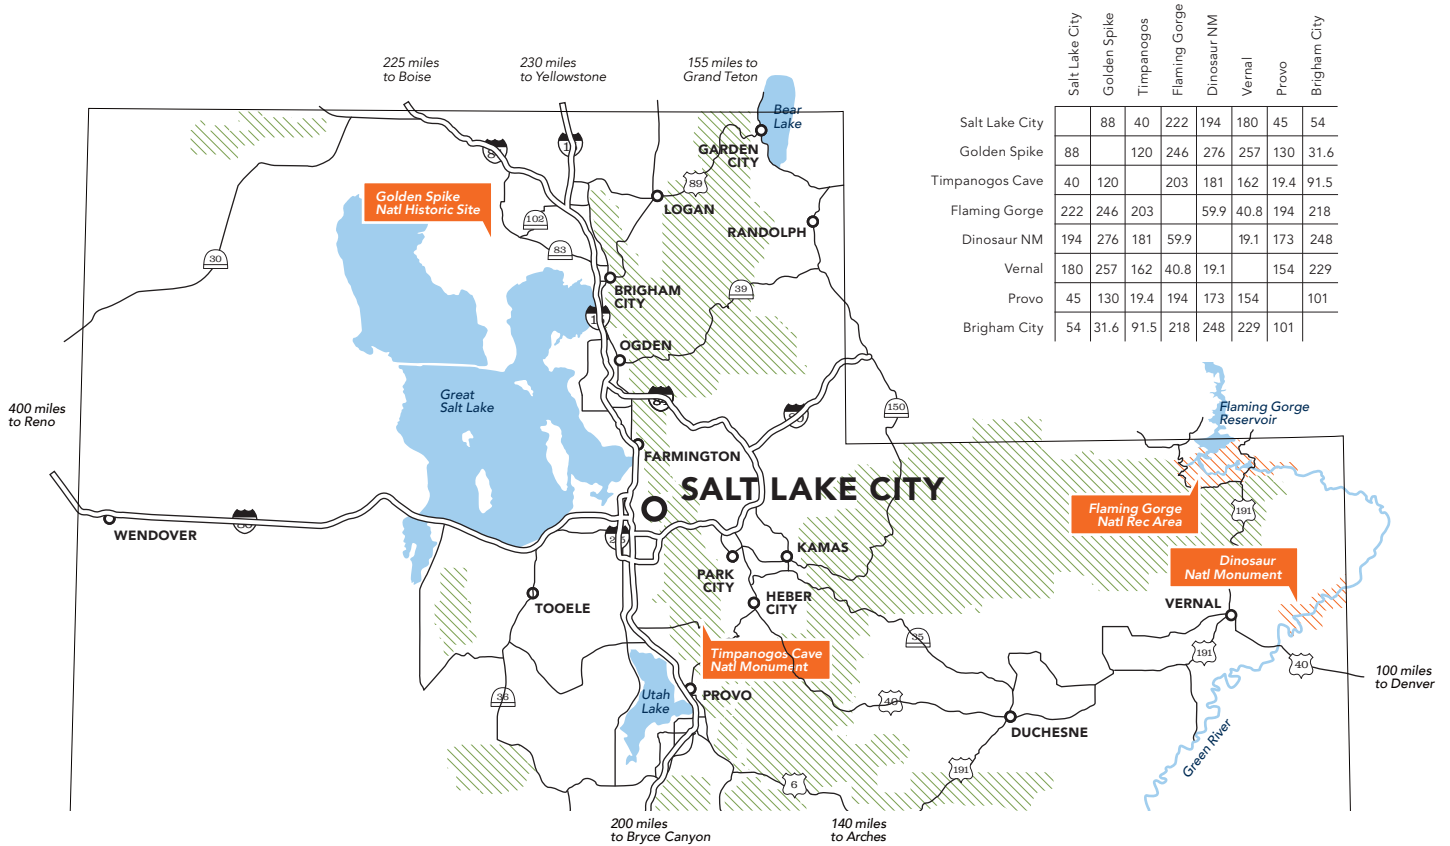 225 miles
to Boise
230 miles
to Yellowstone
155 miles to
Grand Teton
Salt Lake City
Golden Spike
Timpanogos
Flaming Gorge
Dinosaur NM
Vernal
Provo
Brigham City
Salt Lake City 88 40 222 194 180 45 54
Golden Spike 88 120 246 276 257 130 31.6
Timpanogos Cave 40 120 203 181 162 19.4 91.5
Flaming Gorge 222 246 203 59.9 40.8 194 218
Dinosaur NM 194 276 181 59.9 19.1 173 248
Vernal 180 257 162 40.8 19.1 154 229
Provo 45 130 19.4 194 173 154 101
Brigham City 54 31.6 91.5 218 248 229 101
Bear
Lake
GARDEN
CITY
89
LOGAN
Golden Spike
Natl Historic Site
102
83
30
RANDOLPH
39
BRIGHAM
CITY
OGDEN
Great
Salt Lake
400 miles
to Reno
150
Flaming Gorge
Reservoir
FARMINGTON
SALT LAKE CITY
WENDOVER
Flaming Gorge
Natl Rec Area
191
KAMAS
PARK
CITY
HEBER
CITY
Dinosaur
Natl Monument
TOOELE
VERNAL
35
Timpanogos Cave
Natl Monument
191
40
100 miles
to Denver
36
Utah
Lake
PROVO
40
DUCHESNE
Green River
191
6
200 miles
to Bryce Canyon
140 miles
to Arches